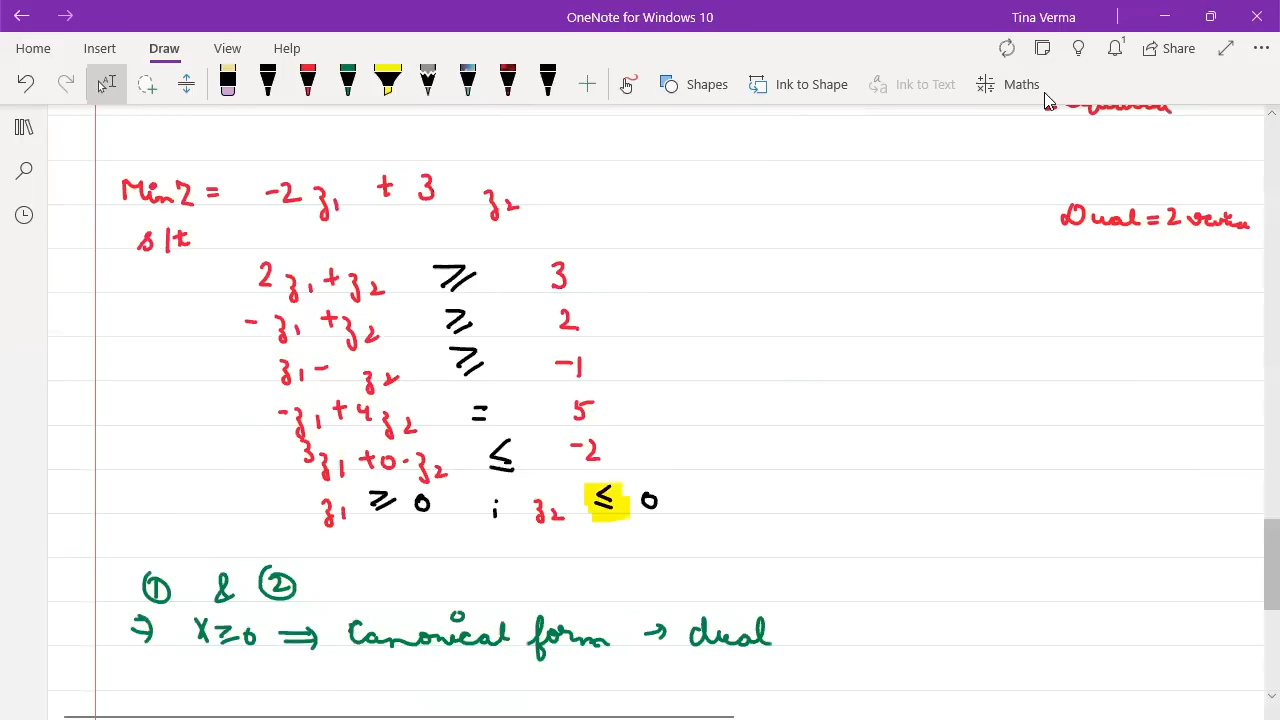 OneNote for Windows 10
Tina Verma
Home Insert Draw View Help
Share
Shapes Ink to Shape Ink to Text Maths
Min Z = -2 z1 + 3 z2
s/t
Dual = 2
2 z1 + z2 ≥ 3
- z1 + z2 ≥ 2
z1 - z2 ≥ -1
- z1 + 4 z2 = 5
3 z1 + 0·z2 ≤ -2
z1 ≥ 0 ; z2 ≤ 0
① & ②
⇒ X ≥ 0 ⇒ Canonical form → dual